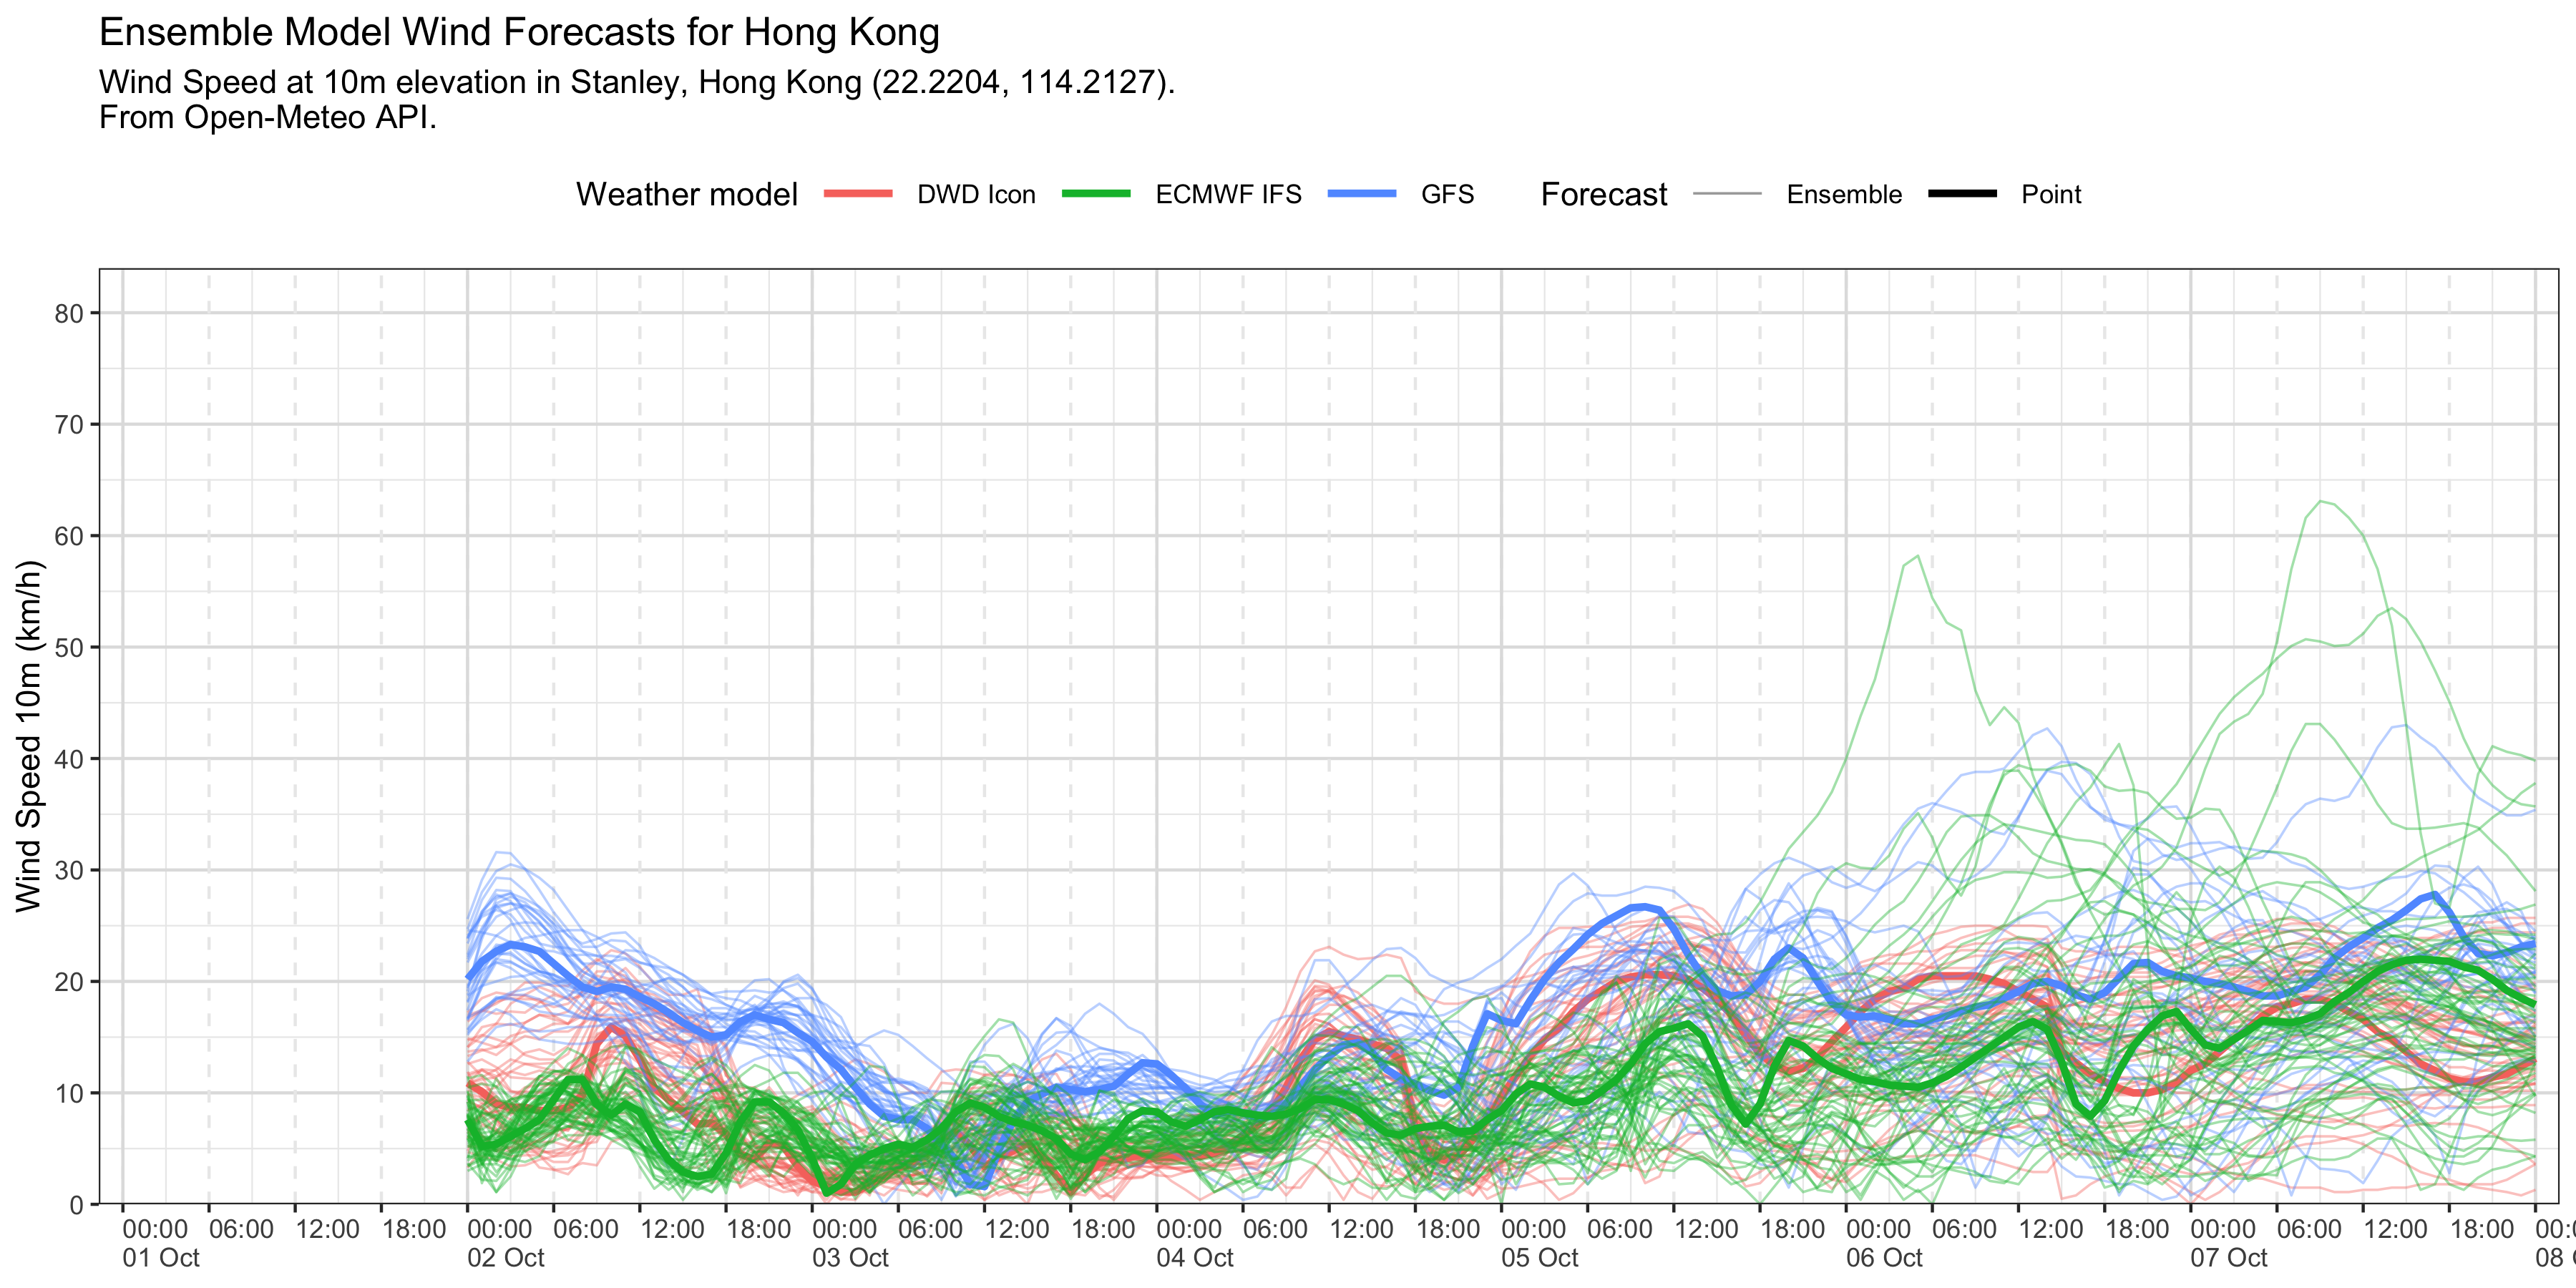 Ensemble Model Wind Forecasts for Hong Kong
Wind Speed at 10m elevation in Stanley, Hong Kong (22.2204, 114.2127).
From Open-Meteo API.
Weather model DWD Icon ECMWF IFS GFS Forecast Ensemble Point
Wind Speed 10m (km/h)
80
70
60
50
40
30
20
10
0
00:00 06:00 12:00 18:00 00:00 06:00 12:00 18:00 00:00 06:00 12:00 18:00 00:00 06:00 12:00 18:00 00:00 06:00 12:00 18:00 00:00 06:00 12:00 18:00 00:00 06:00 12:00 18:00
01 Oct 02 Oct 03 Oct 04 Oct 05 Oct 06 Oct 07 Oct 08